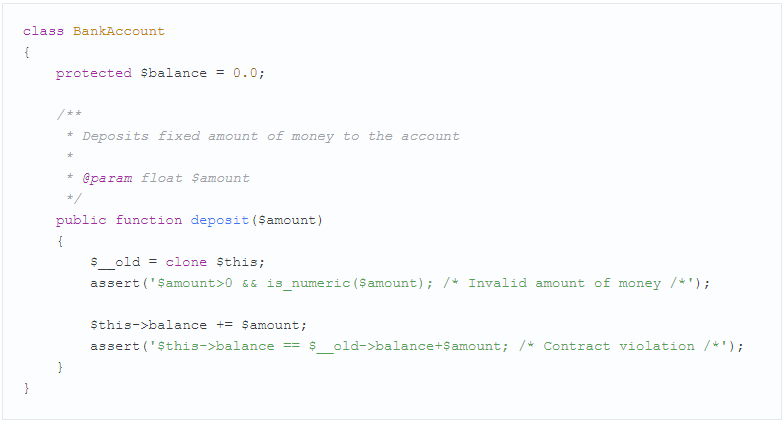 class BankAccount
{
    protected $balance = 0.0;
    /**
     * Deposits fixed amount of money to the account
     *
     * @param float $amount
     */
    public function deposit($amount)
    {
        $__old = clone $this;
        assert('$amount>0 && is_numeric($amount); /* Invalid amount of money /*');
        $this->balance += $amount;
        assert('$this->balance == $__old->balance+$amount; /* Contract violation /*');
    }
}